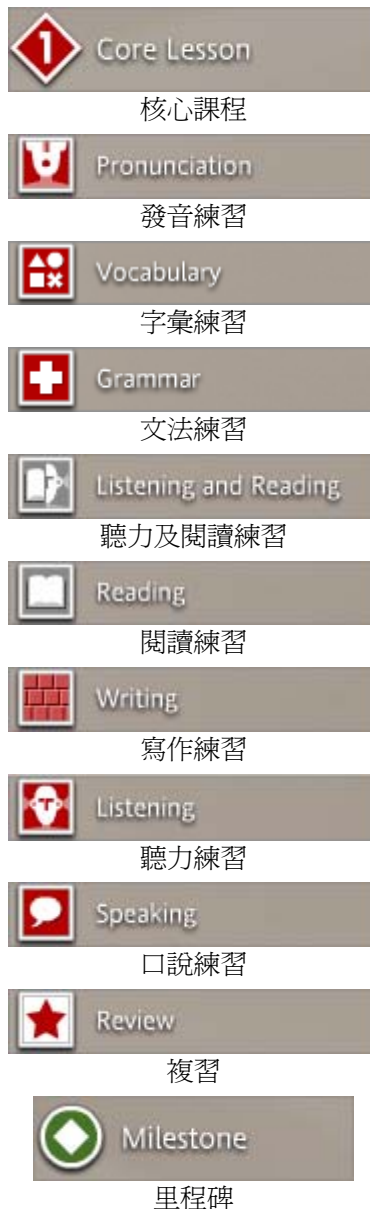 1 Core Lesson
核心課程
Pronunciation
發音練習
Vocabulary
字彙練習
Grammar
文法練習
Listening and Reading
聽力及閱讀練習
Reading
閱讀練習
Writing
寫作練習
Listening
聽力練習
Speaking
口說練習
Review
複習
Milestone
里程碑